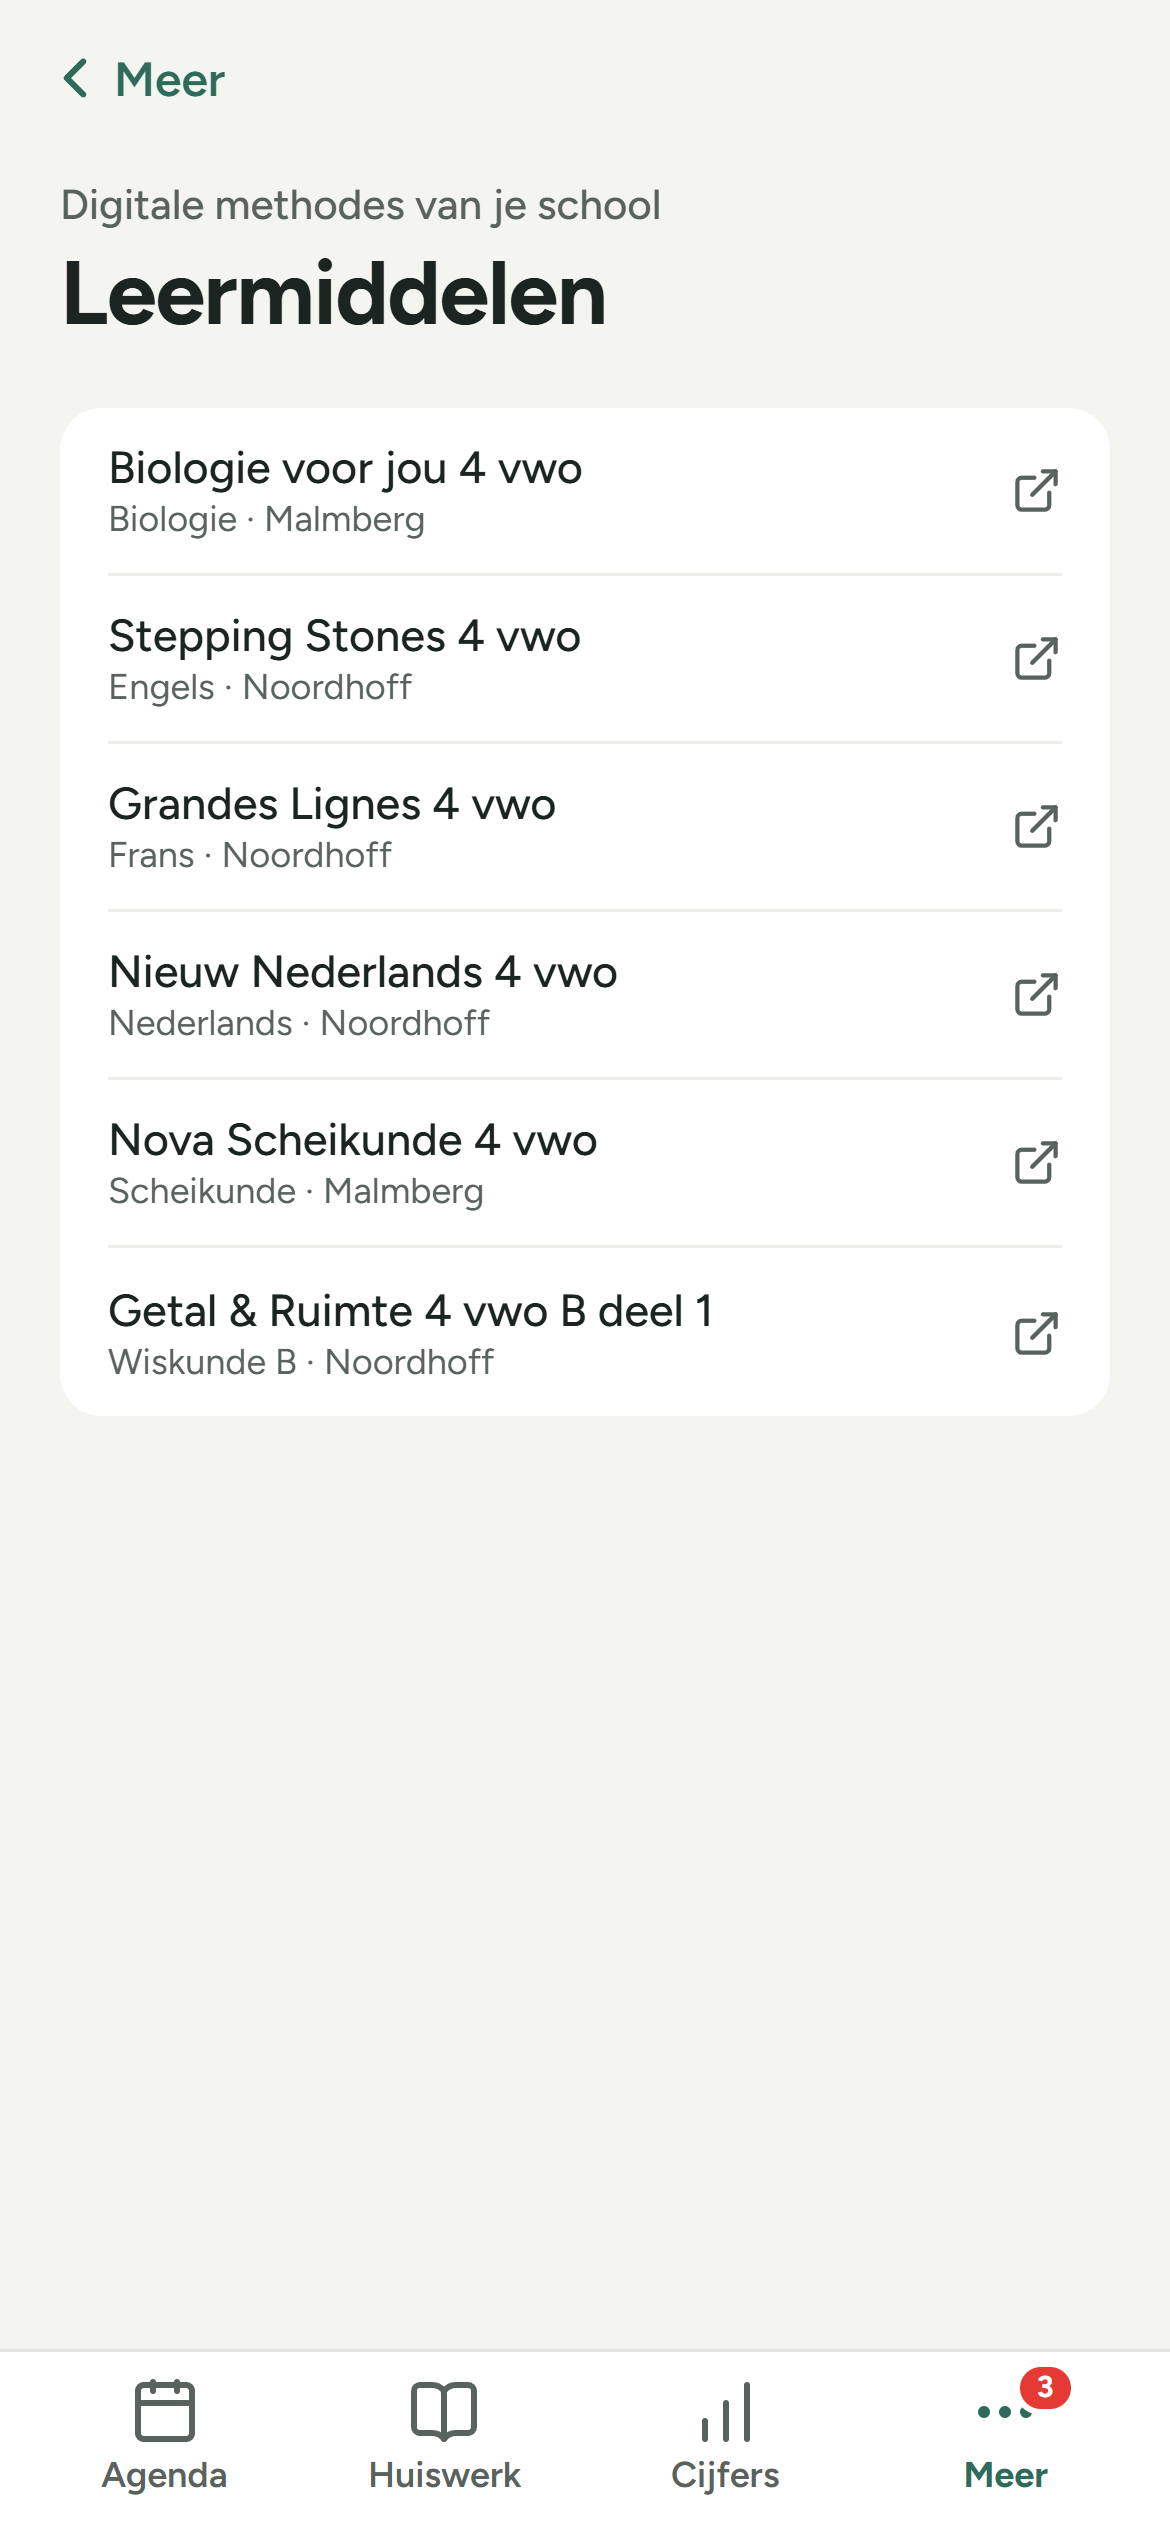 Meer
Digitale methodes van je school
Leermiddelen
Biologie voor jou 4 vwo
Biologie · Malmberg
Stepping Stones 4 vwo
Engels · Noordhoff
Grandes Lignes 4 vwo
Frans · Noordhoff
Nieuw Nederlands 4 vwo
Nederlands · Noordhoff
Nova Scheikunde 4 vwo
Scheikunde · Malmberg
Getal & Ruimte 4 vwo B deel 1
Wiskunde B · Noordhoff
3
Agenda
Huiswerk
Cijfers
Meer